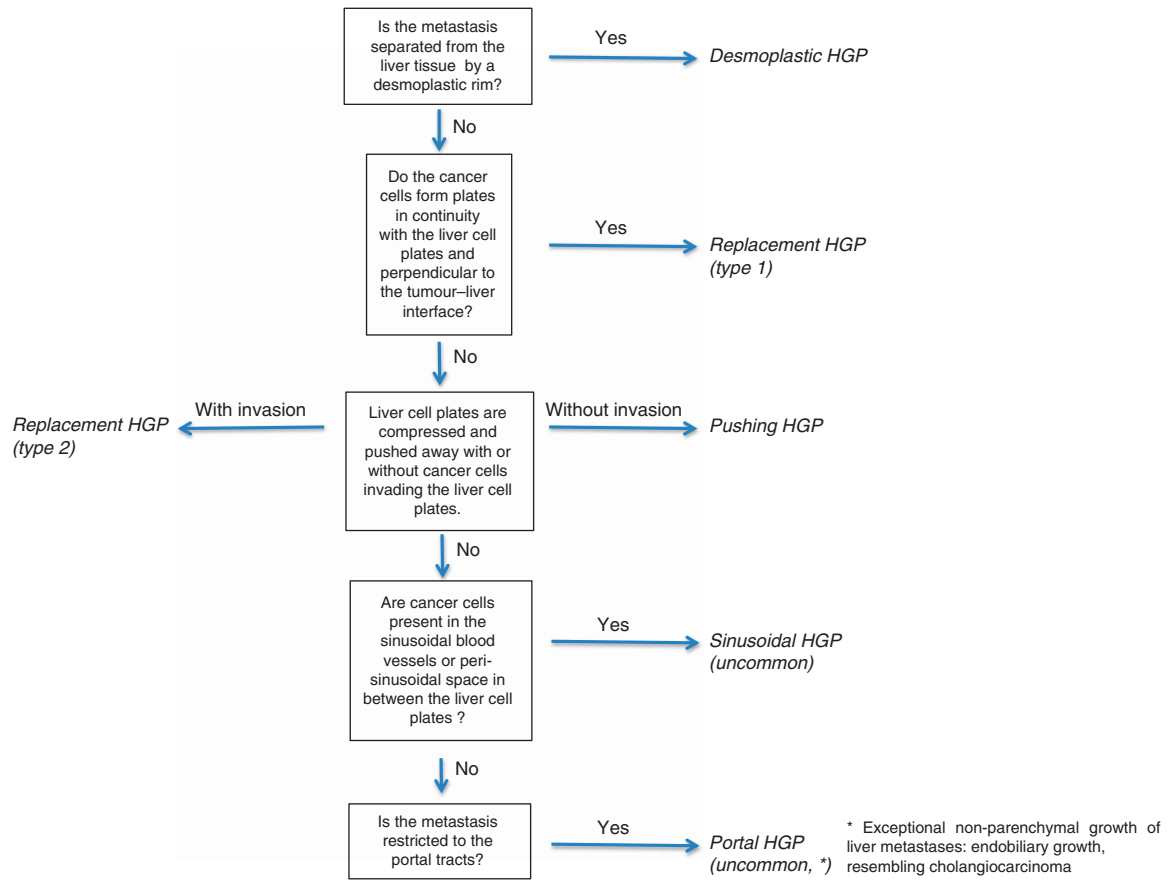 Is the metastasis
separated from the
liver tissue by a
desmoplastic rim?
Yes
Desmoplastic HGP
No
Do the cancer
cells form plates
in continuity
with the liver cell
plates and
perpendicular to
the tumour–liver
interface?
Yes
Replacement HGP
(type 1)
No
Replacement HGP
(type 2)
With invasion
Liver cell plates are
compressed and
pushed away with or
without cancer cells
invading the liver cell
plates.
Without invasion
Pushing HGP
No
Are cancer cells
present in the
sinusoidal blood
vessels or peri-
sinusoidal space in
between the liver cell
plates ?
Yes
Sinusoidal HGP
(uncommon)
No
Is the metastasis
restricted to the
portal tracts?
Yes
Portal HGP
(uncommon, *)
* Exceptional non-parenchymal growth of
liver metastases: endobiliary growth,
resembling cholangiocarcinoma